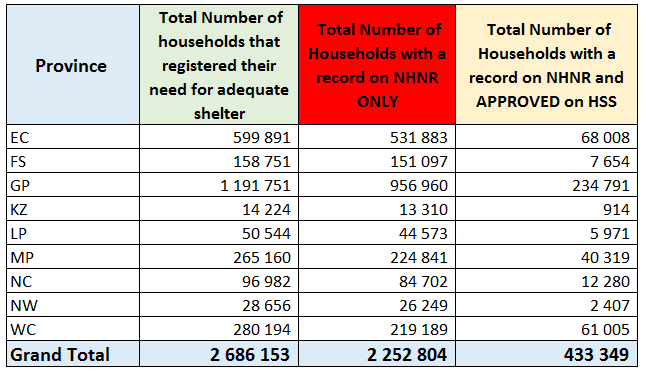 Province
Total Number of
households that
registered their
need for adequate
shelter
Total Number of
Households with a
record on NHNR
ONLY
Total Number of
Households with a
record on NHNR and
APPROVED on HSS
EC 599 891 531 883 68 008
FS 158 751 151 097 7 654
GP 1 191 751 956 960 234 791
KZ 14 224 13 310 914
LP 50 544 44 573 5 971
MP 265 160 224 841 40 319
NC 96 982 84 702 12 280
NW 28 656 26 249 2 407
WC 280 194 219 189 61 005
Grand Total 2 686 153 2 252 804 433 349